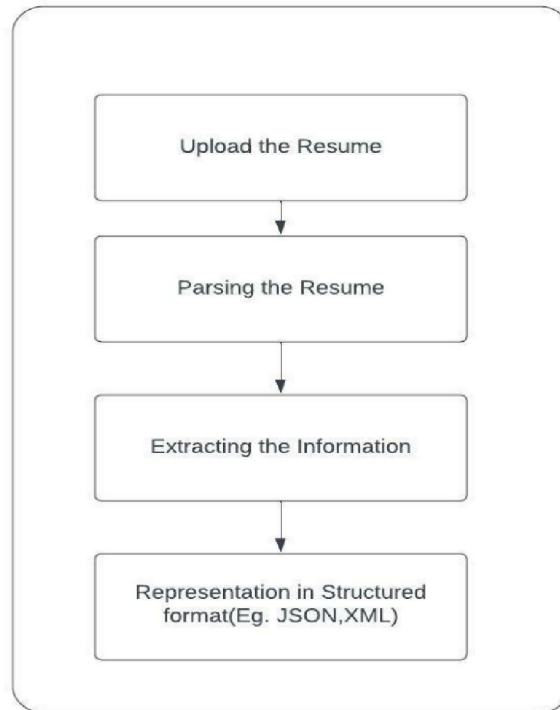 Upload the Resume
Parsing the Resume
Extracting the Information
Representation in Structured
format(Eg. JSON,XML)